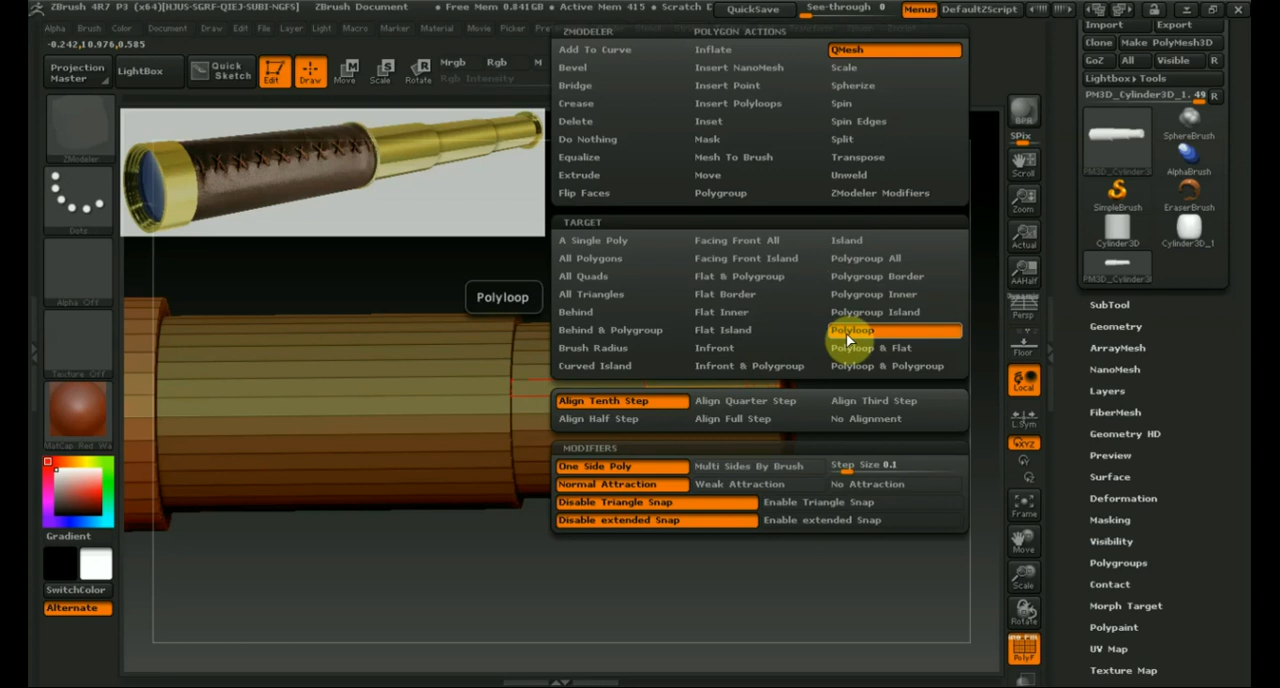 ZBrush 4R7 P3 (x64)[HJUS-SGRF-QIEJ-SUBI-NGFS] ZBrush Document • Free Mem 0.841GB • Active Mem 415 • Scratch D QuickSave See-through 0 Menus DefaultZScript
Alpha Brush Color Document Draw Edit File Layer Light Macro Marker Material Movie Picker
-0.242,10.976,0.585
Projection Master
LightBox
Quick Sketch
Edit
Draw
Move
Scale
Rotate
Mrgb Rgb M
Rgb Intensity
ZModeler
Dots
Alpha Off
Texture Off
MatCap Red Wa
Gradient
SwitchColor
Alternate
Polyloop
ZMODELER POLYGON ACTIONS
Add To Curve Inflate QMesh
Bevel Insert NanoMesh Scale
Bridge Insert Point Spherize
Crease Insert Polyloops Spin
Delete Inset Spin Edges
Do Nothing Mask Split
Equalize Mesh To Brush Transpose
Extrude Move Unweld
Flip Faces Polygroup ZModeler Modifiers
TARGET
A Single Poly Facing Front All Island
All Polygons Facing Front Island Polygroup All
All Quads Flat & Polygroup Polygroup Border
All Triangles Flat Border Polygroup Inner
Behind Flat Inner Polygroup Island
Behind & Polygroup Flat Island Polyloop
Brush Radius Infront Polyloop & Flat
Curved Island Infront & Polygroup Polyloop & Polygroup
Align Tenth Step Align Quarter Step Align Third Step
Align Half Step Align Full Step No Alignment
MODIFIERS
One Side Poly Multi Sides By Brush Step Size 0.1
Normal Attraction Weak Attraction No Attraction
Disable Triangle Snap Enable Triangle Snap
Disable extended Snap Enable extended Snap
BPR
SPix
Scroll
Zoom
Actual
AAHalf
Dynamic
Persp
Floor
Local
L.Sym
XYZ
Frame
Move
Scale
Rotate
PolyF
Import Export
Clone Make PolyMesh3D
GoZ All Visible R
Lightbox▸Tools
PM3D_Cylinder3D_1. 49 R
SphereBrush
PM3D_Cylinder3D AlphaBrush
SimpleBrush EraserBrush
Cylinder3D Cylinder3D_1
PM3D_Cylinder3D
SubTool
Geometry
ArrayMesh
NanoMesh
Layers
FiberMesh
Geometry HD
Preview
Surface
Deformation
Masking
Visibility
Polygroups
Contact
Morph Target
Polypaint
UV Map
Texture Map